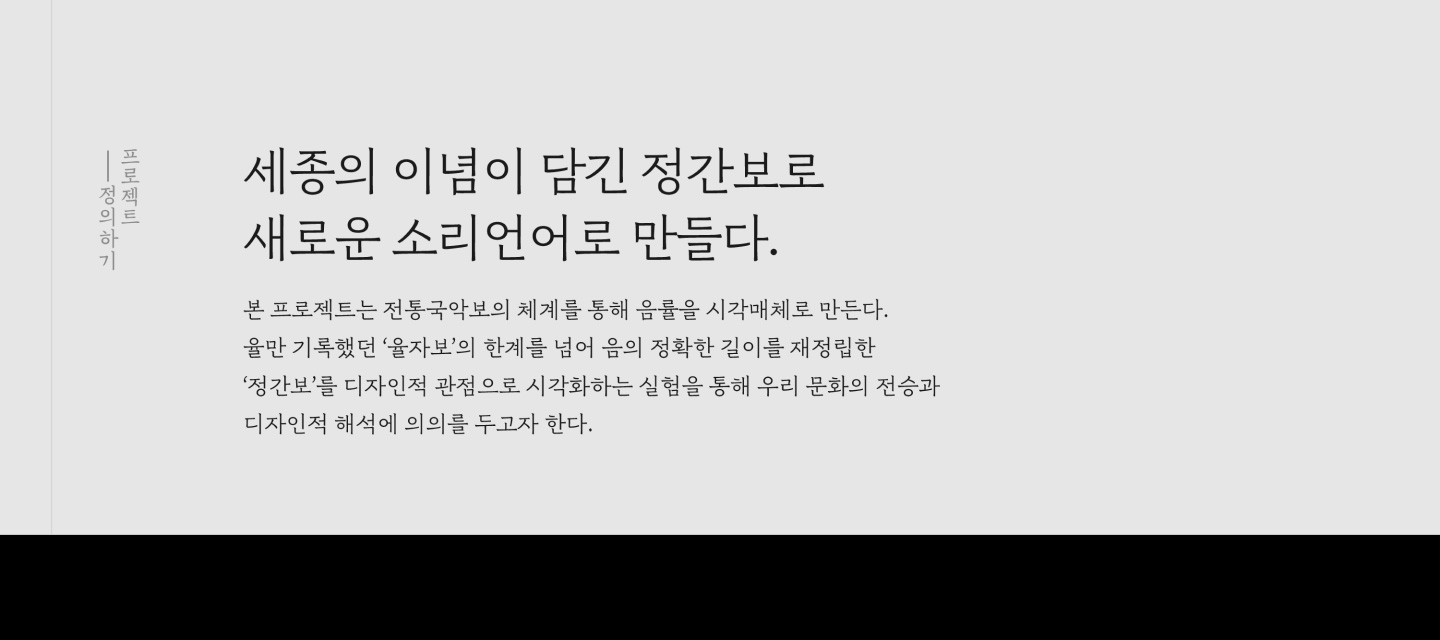 프로젝트
— 정의하기
세종의 이념이 담긴 정간보로
새로운 소리언어로 만들다.
본 프로젝트는 전통국악보의 체계를 통해 음률을 시각매체로 만든다.
율만 기록했던 ‘율자보’의 한계를 넘어 음의 정확한 길이를 재정립한
‘정간보’를 디자인적 관점으로 시각화하는 실험을 통해 우리 문화의 전승과
디자인적 해석에 의의를 두고자 한다.